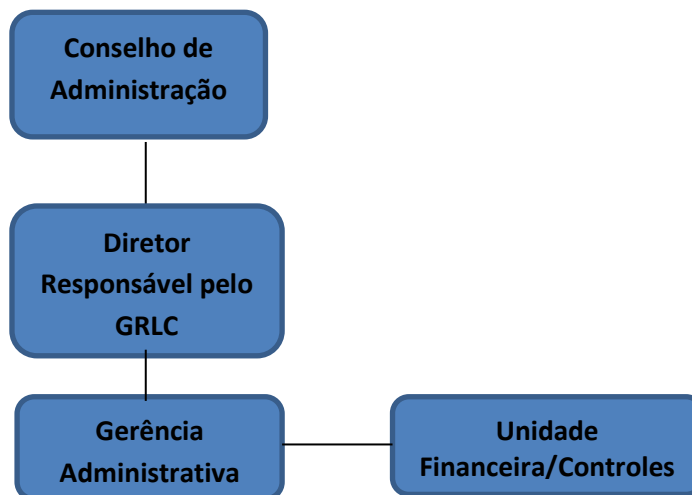 Conselho de
Administração
Diretor
Responsável pelo
GRLC
Gerência
Administrativa
Unidade
Financeira/Controles